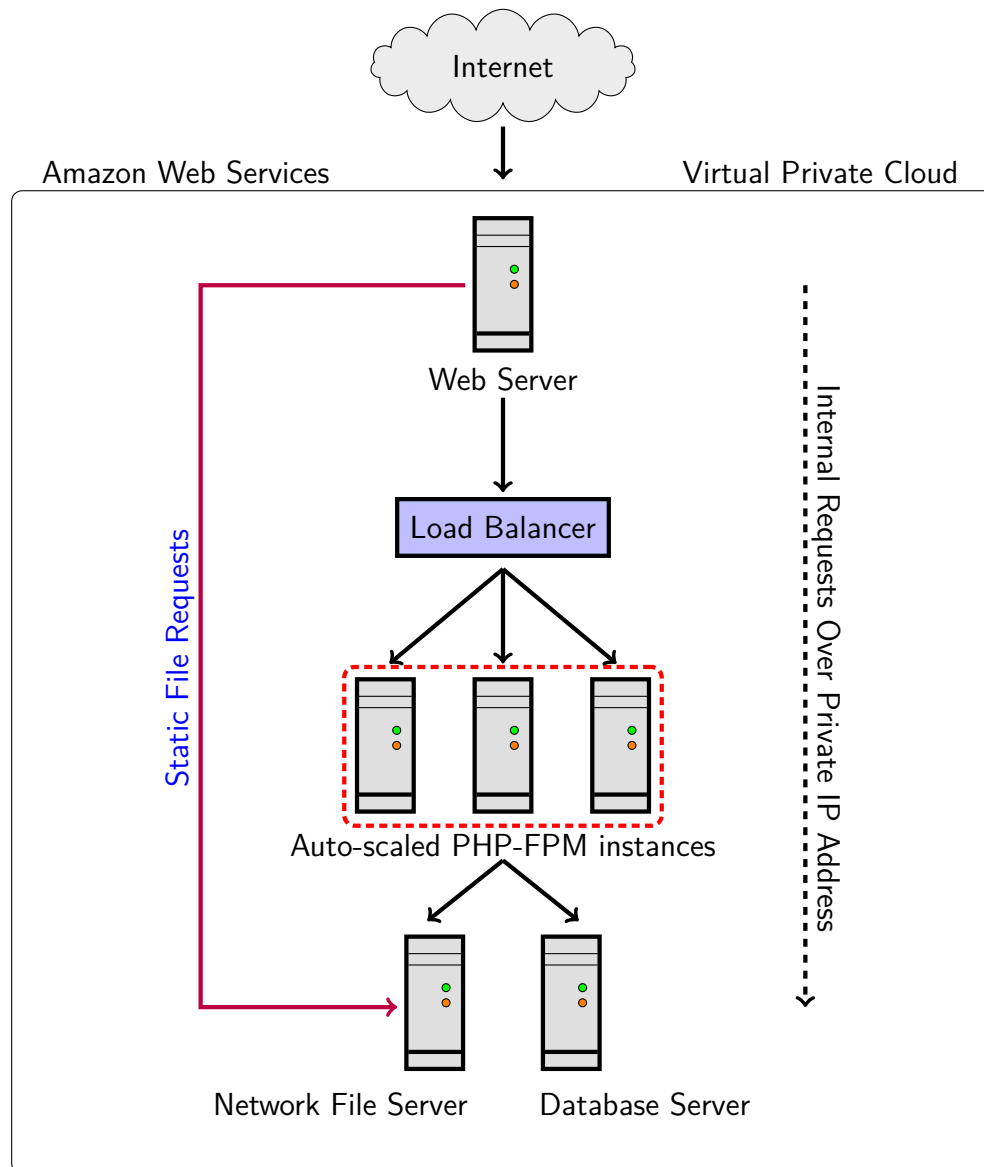 Internet
Amazon Web Services
Virtual Private Cloud
Web Server
Internal Requests Over Private IP Address
Load Balancer
Static File Requests
Auto-scaled PHP-FPM instances
Network File Server
Database Server